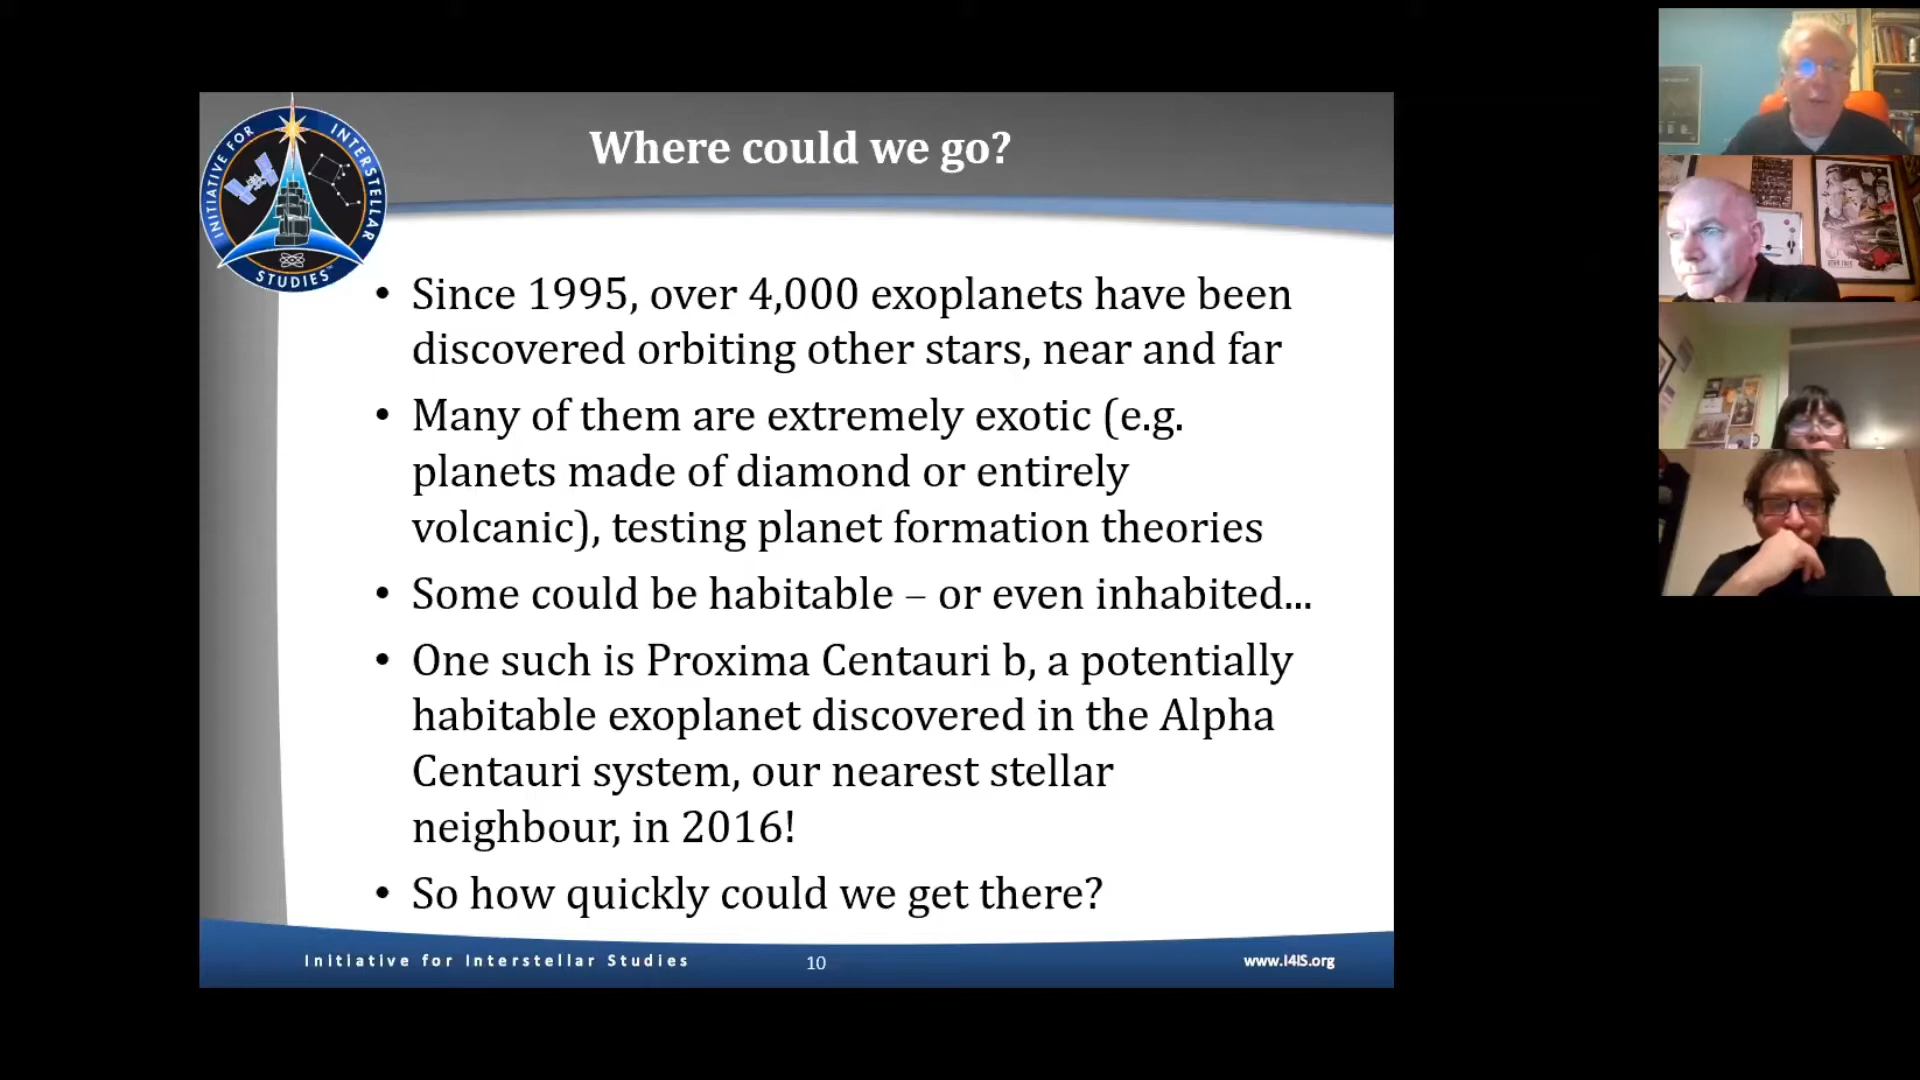 INITIATIVE FOR INTERSTELLAR STUDIES™
Where could we go?
• Since 1995, over 4,000 exoplanets have been
discovered orbiting other stars, near and far
• Many of them are extremely exotic (e.g.
planets made of diamond or entirely
volcanic), testing planet formation theories
• Some could be habitable – or even inhabited...
• One such is Proxima Centauri b, a potentially
habitable exoplanet discovered in the Alpha
Centauri system, our nearest stellar
neighbour, in 2016!
• So how quickly could we get there?
Initiative for Interstellar Studies
10
www.I4IS.org